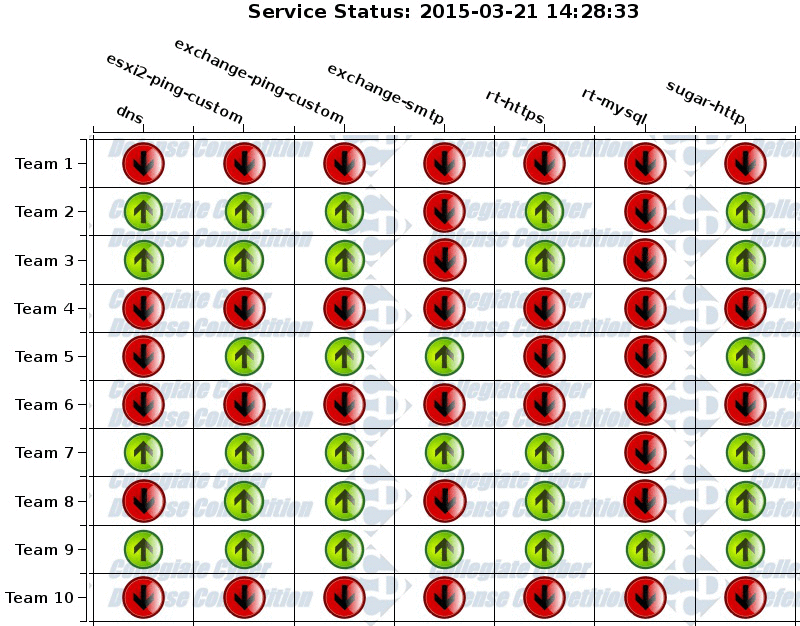 Service Status: 2015-03-21 14:28:33
dns
esxi2-ping-custom
exchange-ping-custom
exchange-smtp
rt-https
rt-mysql
sugar-http
Team 1
Team 2
Team 3
Team 4
Team 5
Team 6
Team 7
Team 8
Team 9
Team 10
Collegiate Cyber
Defense Competition